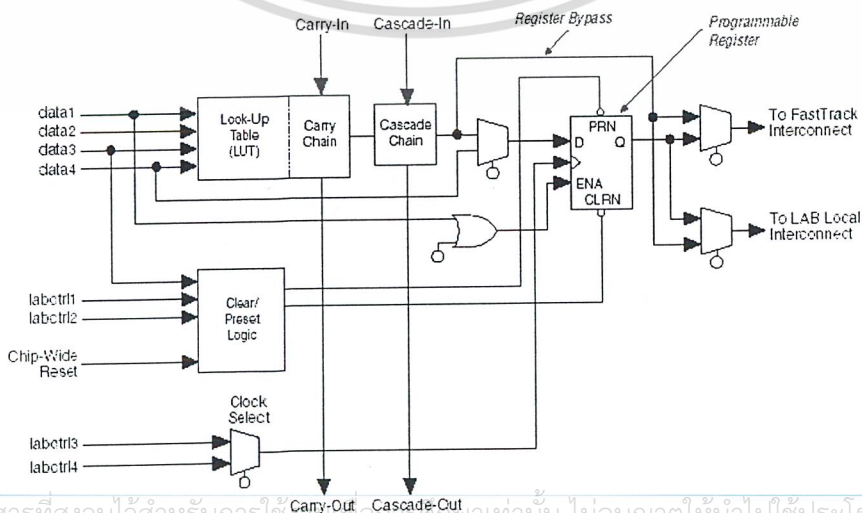 Carry-In Cascade-In
Register Bypass
Programmable
Register
data1
data2
data3
data4
Look-Up
Table
(LUT)
Carry
Chain
Cascade
Chain
PRN
D Q
ENA
CLRN
To FastTrack
Interconnect
To LAB Local
Interconnect
labctrl1
labctrl2
Clear/
Preset
Logic
Chip-Wide
Reset
Clock
Select
labctrl3
labctrl4
Carry-Out Cascade-Out